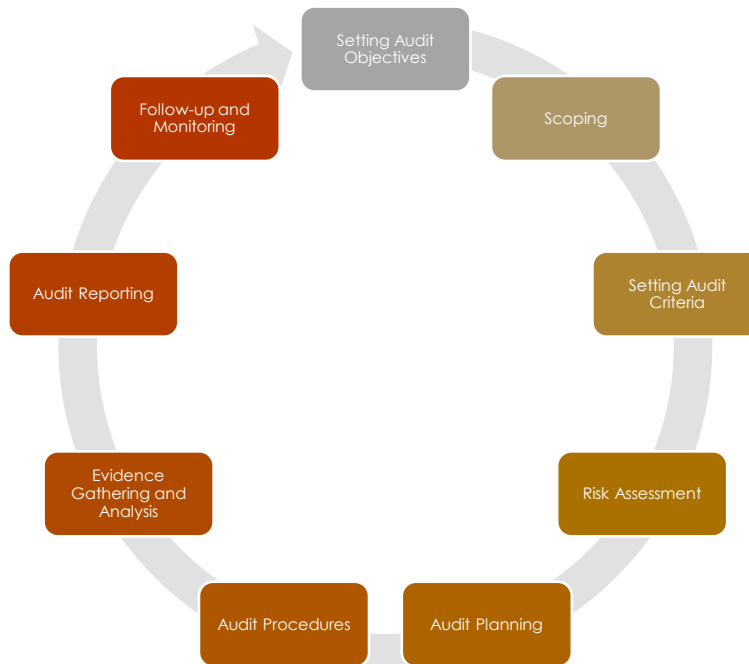 Setting Audit
Objectives
Scoping
Setting Audit
Criteria
Risk Assessment
Audit Planning
Audit Procedures
Evidence
Gathering and
Analysis
Audit Reporting
Follow-up and
Monitoring